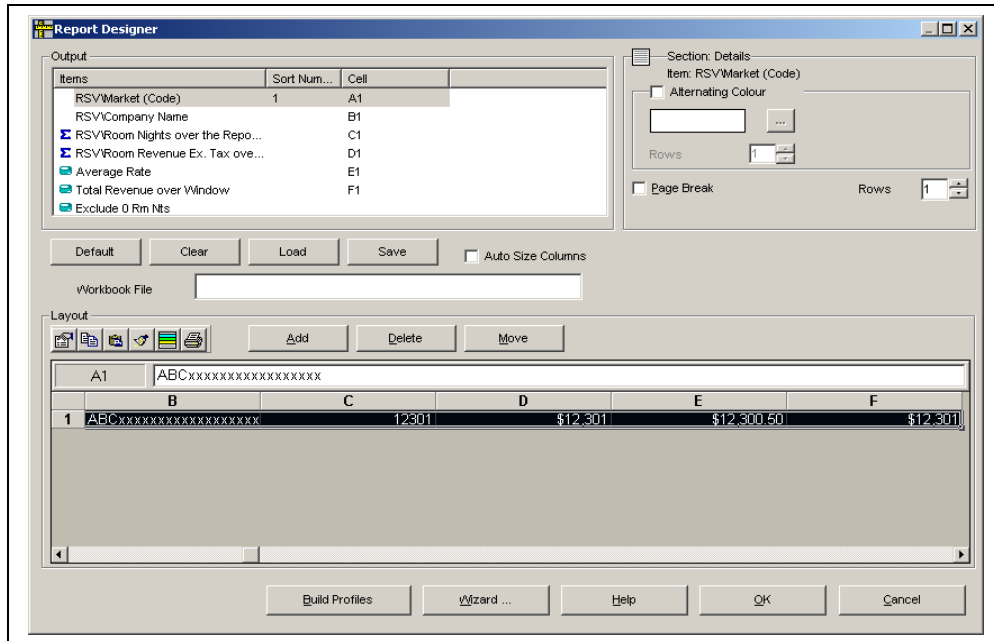 Report Designer
Output
Items Sort Num... Cell
RSV\Market (Code) 1 A1
RSV\Company Name B1
Σ RSV\Room Nights over the Repo... C1
Σ RSV\Room Revenue Ex. Tax ove... D1
Average Rate E1
Total Revenue over Window F1
Exclude 0 Rm Nts
Section: Details
Item: RSV\Market (Code)
Alternating Colour
...
Rows 1
Page Break Rows 1
Default Clear Load Save Auto Size Columns
Workbook File
Layout
Add Delete Move
A1 ABCxxxxxxxxxxxxxxxxx
B C D E F
1 ABCxxxxxxxxxxxxxxxxx 12301 $12,301 $12,300.50 $12,301
Build Profiles Wizard ... Help OK Cancel